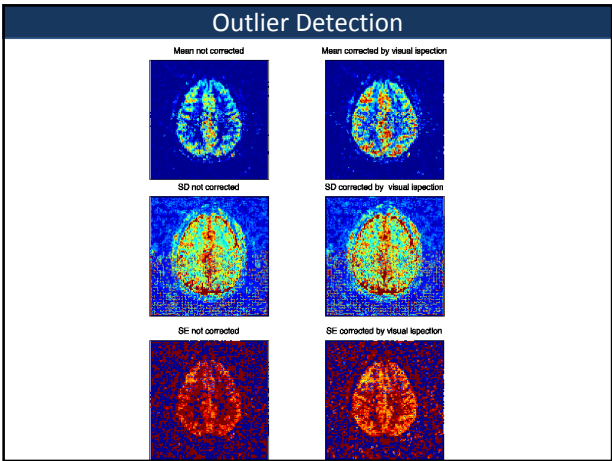 Outlier Detection
Mean not corrected
Mean corrected by visual ispection
SD not corrected
SD corrected by visual ispection
SE not corrected
SE corrected by visual ispection